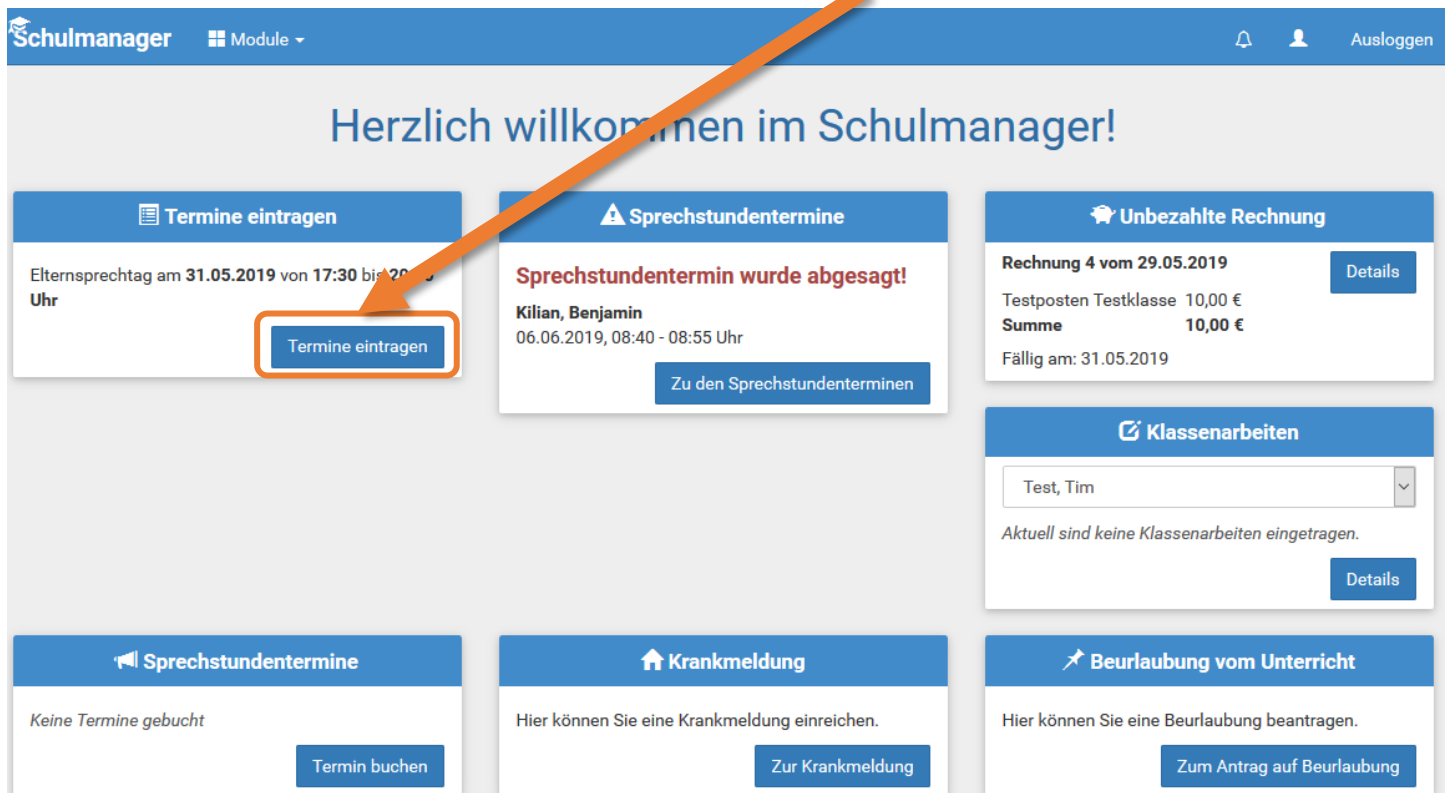 Schulmanager Module Ausloggen
Herzlich willkommen im Schulmanager!
Termine eintragen
Elternsprechtag am 31.05.2019 von 17:30 bis
Uhr
Termine eintragen
Sprechstundentermine
Sprechstundentermin wurde abgesagt!
Kilian, Benjamin
06.06.2019, 08:40 - 08:55 Uhr
Zu den Sprechstundenterminen
Unbezahlte Rechnung
Rechnung 4 vom 29.05.2019
Details
Testposten Testklasse 10,00 €
Summe 10,00 €
Fällig am: 31.05.2019
Klassenarbeiten
Test, Tim
Aktuell sind keine Klassenarbeiten eingetragen.
Details
Sprechstundentermine
Keine Termine gebucht
Termin buchen
Krankmeldung
Hier können Sie eine Krankmeldung einreichen.
Zur Krankmeldung
Beurlaubung vom Unterricht
Hier können Sie eine Beurlaubung beantragen.
Zum Antrag auf Beurlaubung